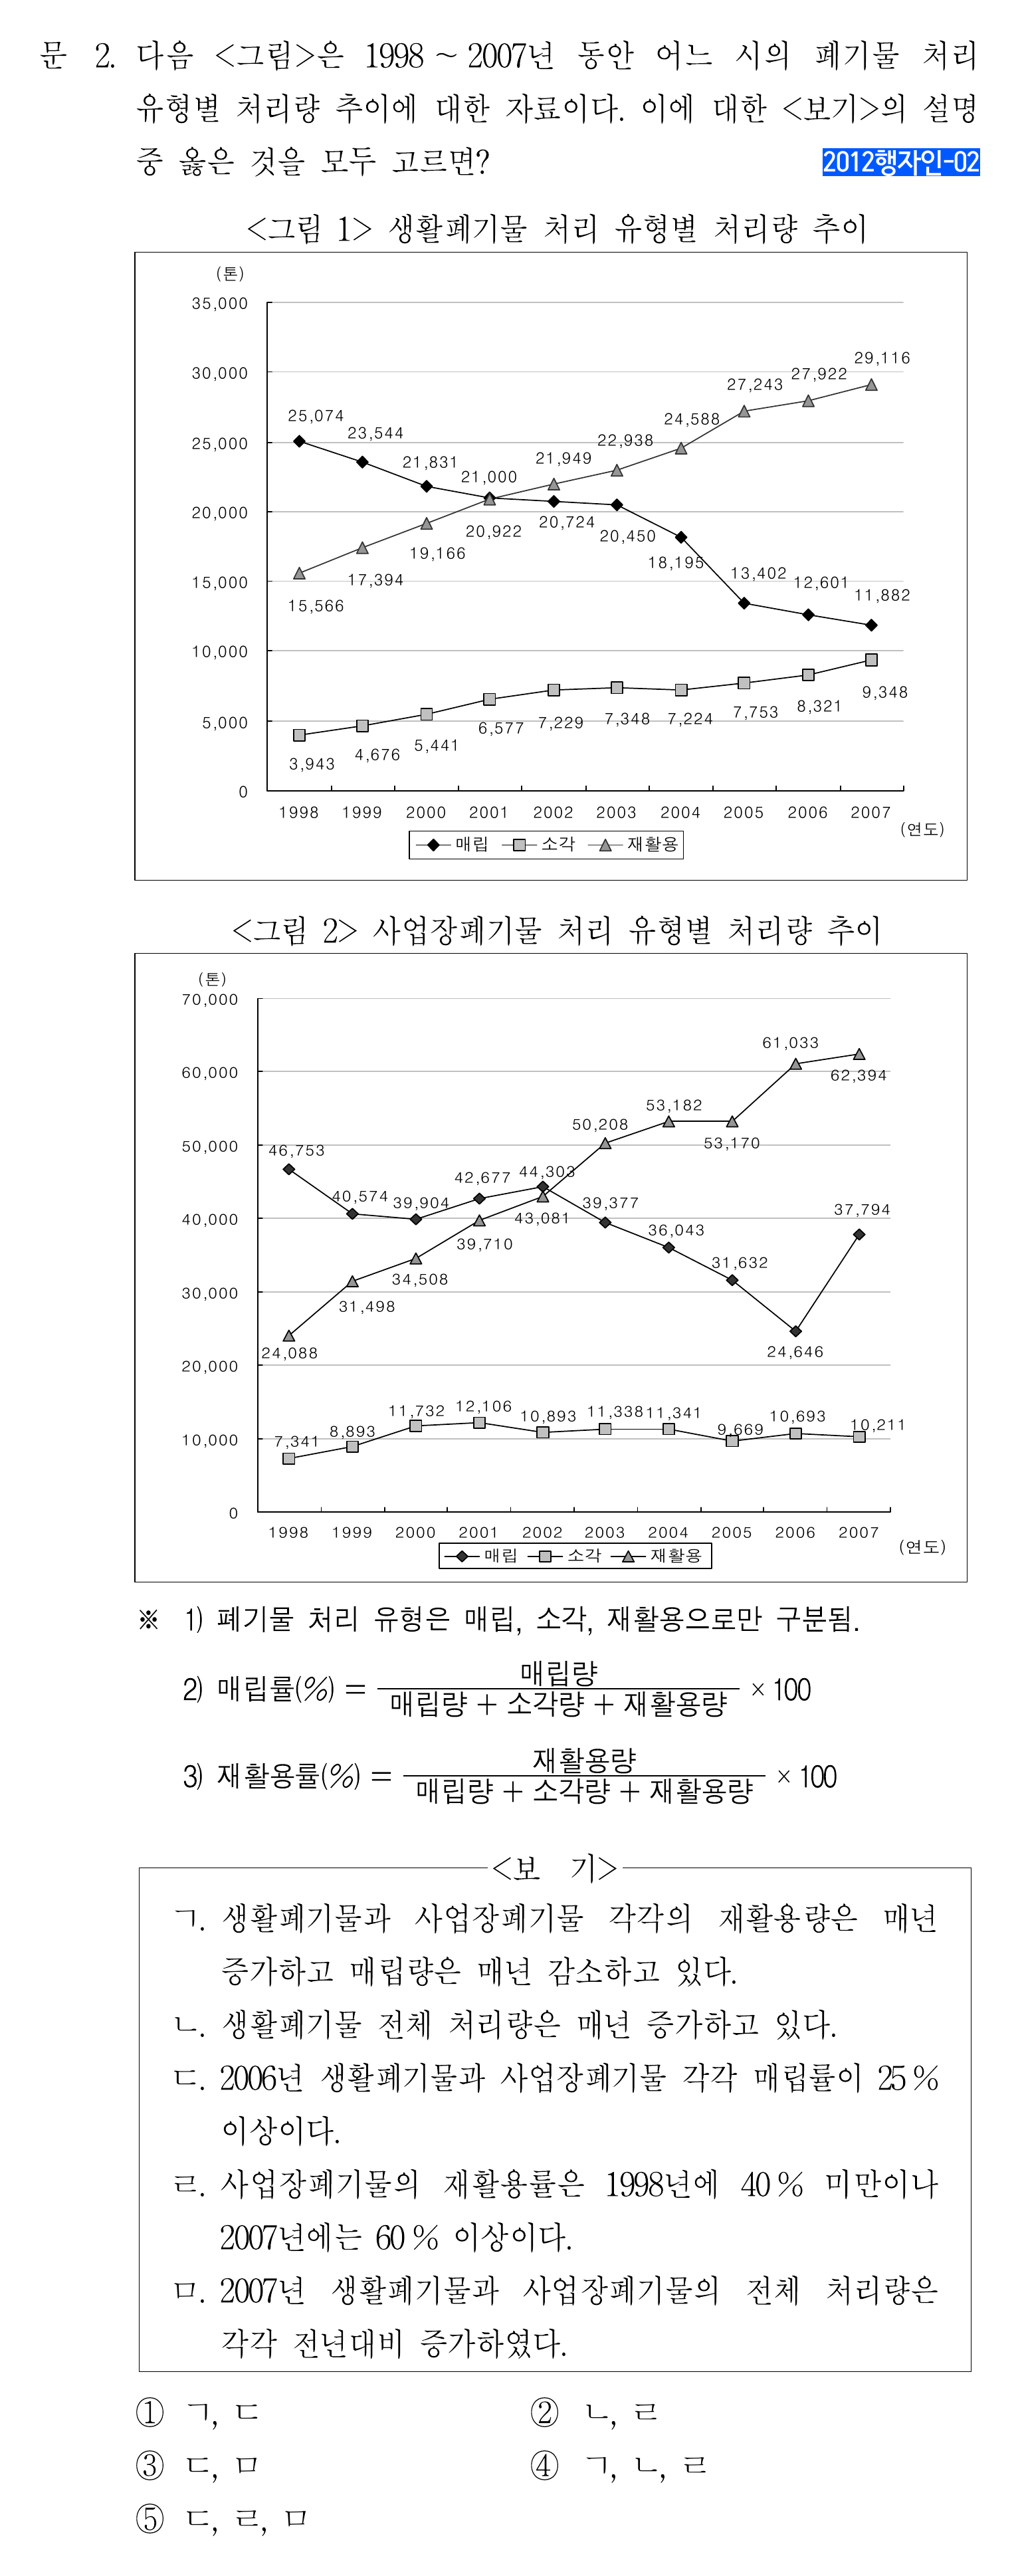 문 2. 다음 <그림>은 1998 ~ 2007년 동안 어느 시의 폐기물 처리
유형별 처리량 추이에 대한 자료이다. 이에 대한 <보기>의 설명
중 옳은 것을 모두 고르면?
2012행자인-02
<그림 1> 생활폐기물 처리 유형별 처리량 추이
(톤)
35,000
30,000
25,000
20,000
15,000
10,000
5,000
0
25,074
23,544
21,831
21,000
20,724
20,450
18,195
13,402
12,601
11,882
15,566
17,394
19,166
20,922
21,949
22,938
24,588
27,243
27,922
29,116
3,943
4,676
5,441
6,577
7,229
7,348
7,224
7,753
8,321
9,348
1998 1999 2000 2001 2002 2003 2004 2005 2006 2007
(연도)
매립 소각 재활용
<그림 2> 사업장폐기물 처리 유형별 처리량 추이
(톤)
70,000
60,000
50,000
40,000
30,000
20,000
10,000
0
46,753
40,574
39,904
42,677
44,303
39,377
36,043
31,632
24,646
37,794
24,088
31,498
34,508
39,710
43,081
50,208
53,182
53,170
61,033
62,394
7,341
8,893
11,732
12,106
10,893
11,338
11,341
9,669
10,693
10,211
1998 1999 2000 2001 2002 2003 2004 2005 2006 2007
(연도)
매립 소각 재활용
※ 1) 폐기물 처리 유형은 매립, 소각, 재활용으로만 구분됨.
2) 매립률(%) = 매립량 / 매립량 + 소각량 + 재활용량 × 100
3) 재활용률(%) = 재활용량 / 매립량 + 소각량 + 재활용량 × 100
<보 기>
ㄱ. 생활폐기물과 사업장폐기물 각각의 재활용량은 매년
증가하고 매립량은 매년 감소하고 있다.
ㄴ. 생활폐기물 전체 처리량은 매년 증가하고 있다.
ㄷ. 2006년 생활폐기물과 사업장폐기물 각각 매립률이 25 %
이상이다.
ㄹ. 사업장폐기물의 재활용률은 1998년에 40 % 미만이나
2007년에는 60 % 이상이다.
ㅁ. 2007년 생활폐기물과 사업장폐기물의 전체 처리량은
각각 전년대비 증가하였다.
① ㄱ, ㄷ ② ㄴ, ㄹ
③ ㄷ, ㅁ ④ ㄱ, ㄴ, ㄹ
⑤ ㄷ, ㄹ, ㅁ